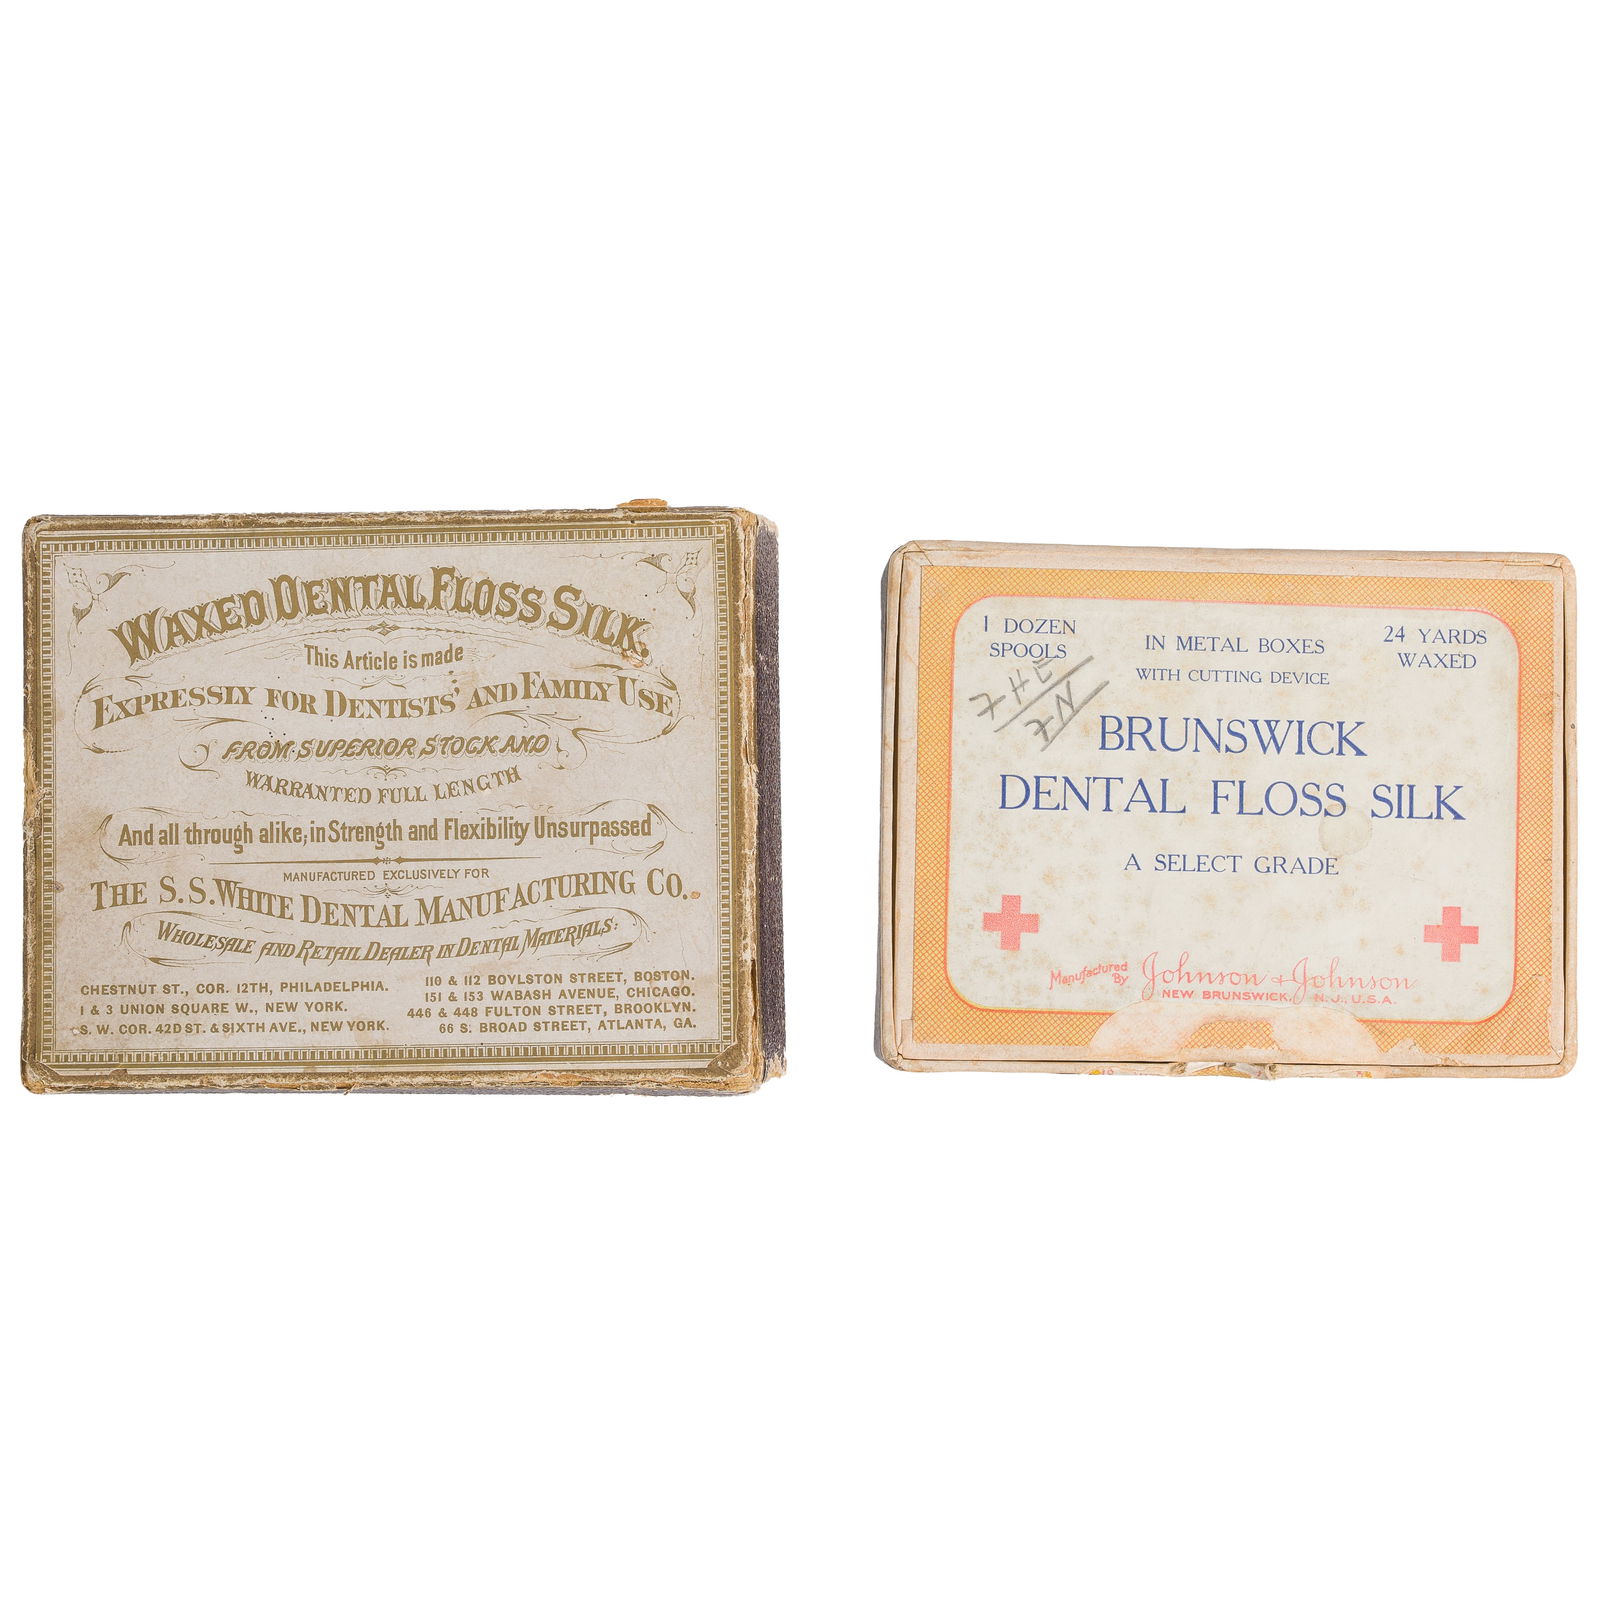 WAXED DENTAL FLOSS SILK.
This Article is made
EXPRESSLY FOR DENTISTS' AND FAMILY USE
FROM SUPERIOR STOCK AND
WARRANTED FULL LENGTH
And all through alike; in Strength and Flexibility Unsurpassed
MANUFACTURED EXCLUSIVELY FOR
THE S. S. WHITE DENTAL MANUFACTURING CO.
WHOLESALE AND RETAIL DEALER IN DENTAL MATERIALS:
CHESTNUT ST., COR. 12TH, PHILADELPHIA.
1 & 3 UNION SQUARE W., NEW YORK.
S. W. COR. 42D ST. & SIXTH AVE., NEW YORK.
110 & 112 BOYLSTON STREET, BOSTON.
151 & 153 WABASH AVENUE, CHICAGO.
446 & 448 FULTON STREET, BROOKLYN.
66 S. BROAD STREET, ATLANTA, GA.
1 DOZEN
SPOOLS
IN METAL BOXES
WITH CUTTING DEVICE
24 YARDS
WAXED
BRUNSWICK
DENTAL FLOSS SILK
A SELECT GRADE
Manufactured By Johnson & Johnson
NEW BRUNSWICK, N. J., U.S.A.